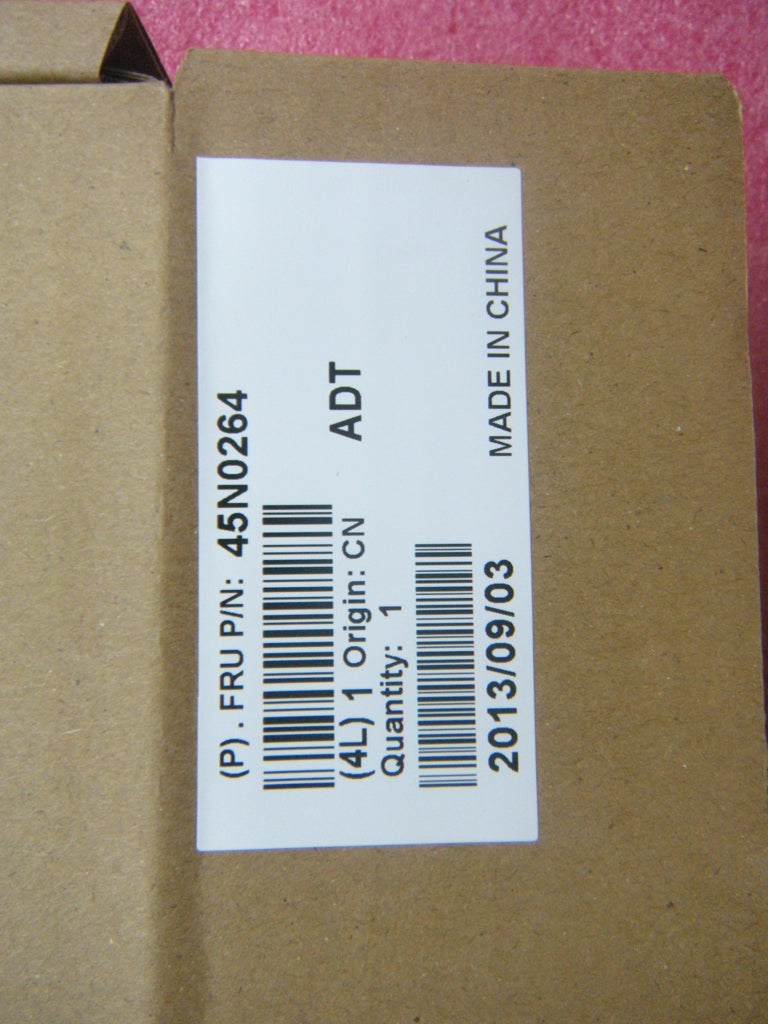 (P) . FRU P/N: 45N0264
(4L) 1 Origin: CN ADT
Quantity: 1
2013/09/03 MADE IN CHINA